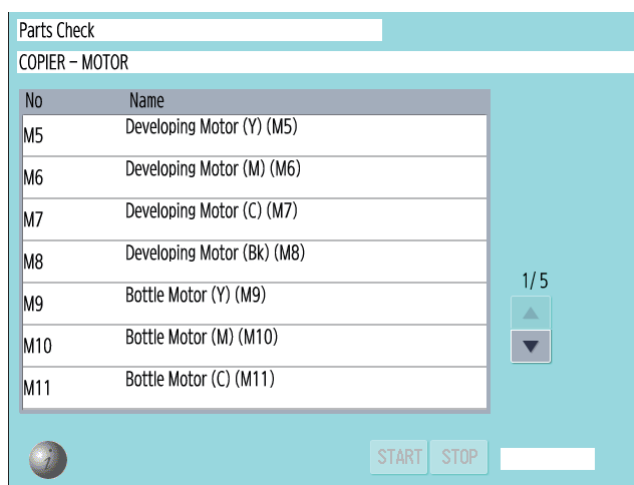 Parts Check
COPIER – MOTOR
No Name
M5 Developing Motor (Y) (M5)
M6 Developing Motor (M) (M6)
M7 Developing Motor (C) (M7)
M8 Developing Motor (Bk) (M8)
M9 Bottle Motor (Y) (M9)
M10 Bottle Motor (M) (M10)
M11 Bottle Motor (C) (M11)
1/5
i
START STOP